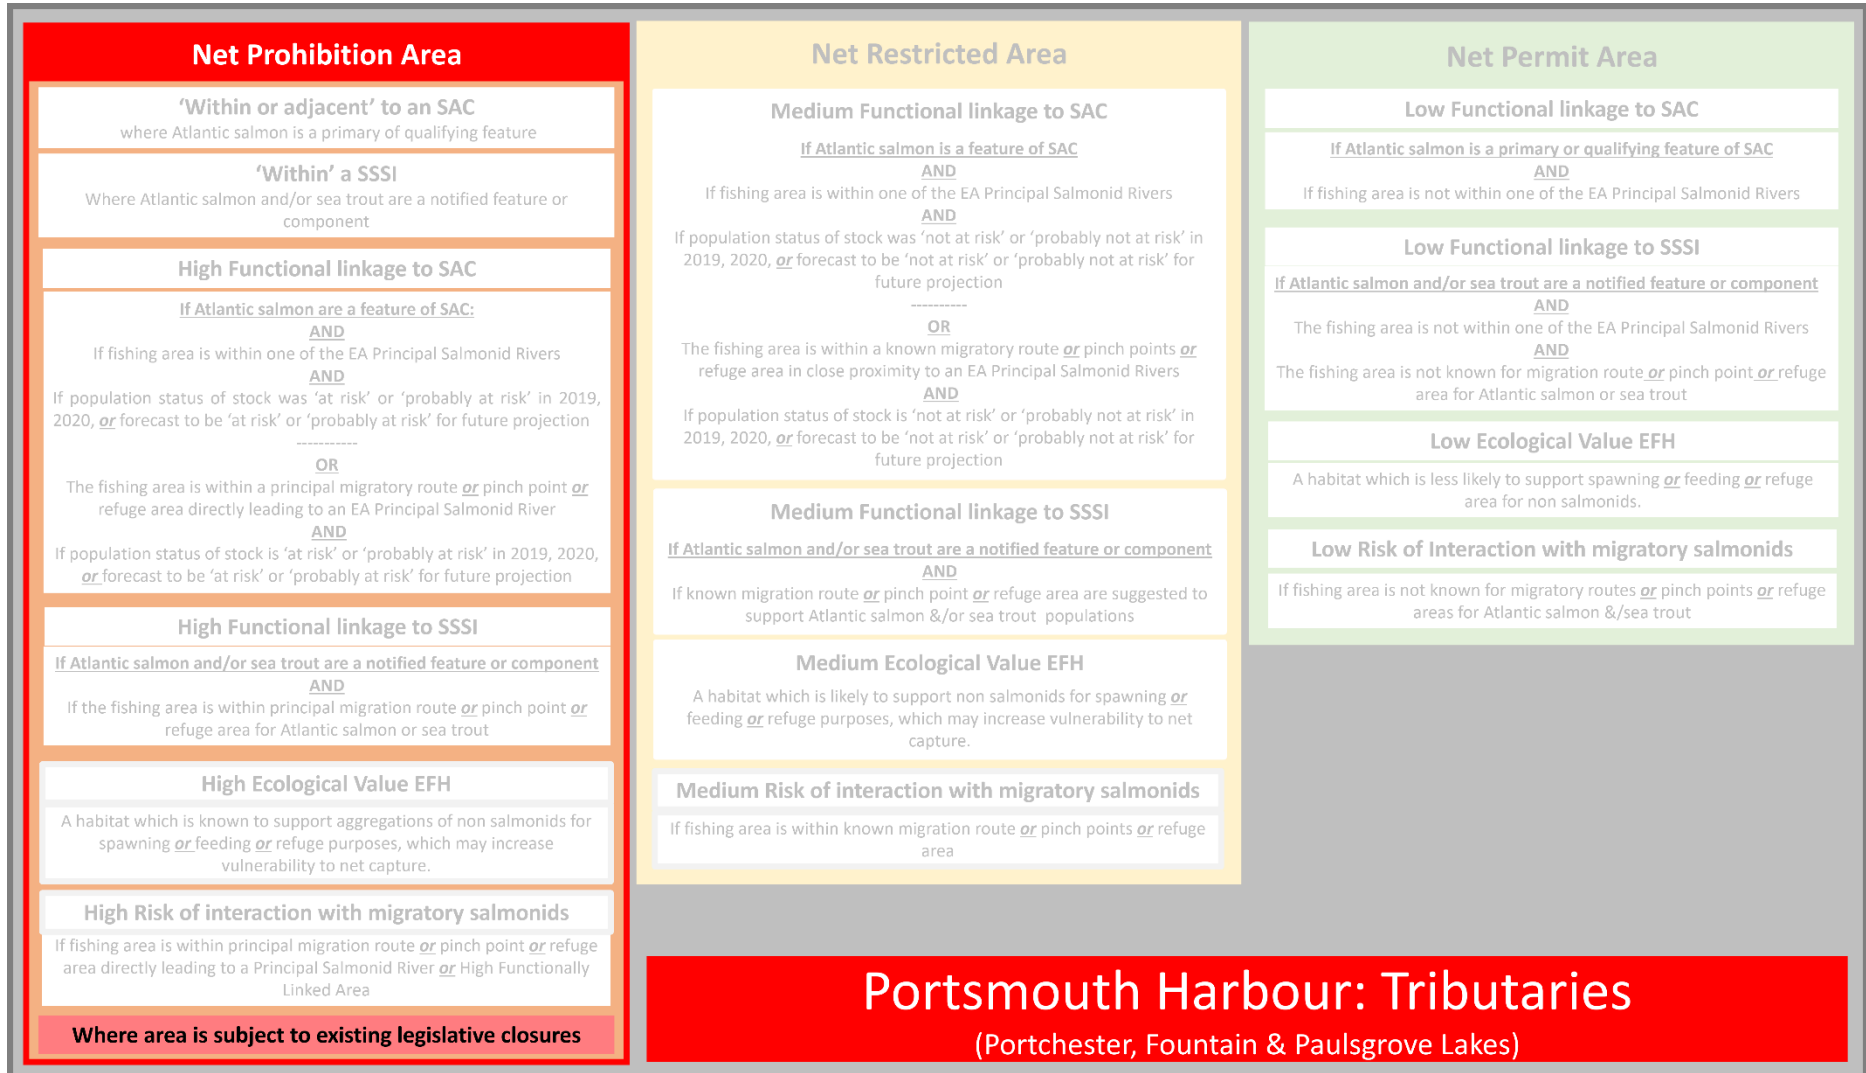 Net Prohibition Area
‘Within or adjacent’ to an SAC
where Atlantic salmon is a primary of qualifying feature
‘Within’ a SSSI
Where Atlantic salmon and/or sea trout are a notified feature or
component
High Functional linkage to SAC
If Atlantic salmon are a feature of SAC:
AND
If fishing area is within one of the EA Principal Salmonid Rivers
AND
If population status of stock was ‘at risk’ or ‘probably at risk’ in 2019,
2020, or forecast to be ‘at risk’ or ‘probably at risk’ for future projection
-----------
OR
The fishing area is within a principal migratory route or pinch point or
refuge area directly leading to an EA Principal Salmonid River
AND
If population status of stock is ‘at risk’ or ‘probably at risk’ in 2019, 2020,
or forecast to be ‘at risk’ or ‘probably at risk’ for future projection
High Functional linkage to SSSI
If Atlantic salmon and/or sea trout are a notified feature or component
AND
If the fishing area is within principal migration route or pinch point or
refuge area for Atlantic salmon or sea trout
High Ecological Value EFH
A habitat which is known to support aggregations of non salmonids for
spawning or feeding or refuge purposes, which may increase
vulnerability to net capture.
High Risk of interaction with migratory salmonids
If fishing area is within principal migration route or pinch point or refuge
area directly leading to a Principal Salmonid River or High Functionally
Linked Area
Where area is subject to existing legislative closures
Net Restricted Area
Medium Functional linkage to SAC
If Atlantic salmon is a feature of SAC
AND
If fishing area is within one of the EA Principal Salmonid Rivers
AND
If population status of stock was ‘not at risk’ or ‘probably not at risk’ in
2019, 2020, or forecast to be ‘not at risk’ or ‘probably not at risk’ for
future projection
----------
OR
The fishing area is within a known migratory route or pinch points or
refuge area in close proximity to an EA Principal Salmonid Rivers
AND
If population status of stock is ‘not at risk’ or ‘probably not at risk’ in
2019, 2020, or forecast to be ‘not at risk’ or ‘probably not at risk’ for
future projection
Medium Functional linkage to SSSI
If Atlantic salmon and/or sea trout are a notified feature or component
AND
If known migration route or pinch point or refuge area are suggested to
support Atlantic salmon &/or sea trout populations
Medium Ecological Value EFH
A habitat which is likely to support non salmonids for spawning or
feeding or refuge purposes, which may increase vulnerability to net
capture.
Medium Risk of interaction with migratory salmonids
If fishing area is within known migration route or pinch points or refuge
area
Net Permit Area
Low Functional linkage to SAC
If Atlantic salmon is a primary or qualifying feature of SAC
AND
If fishing area is not within one of the EA Principal Salmonid Rivers
Low Functional linkage to SSSI
If Atlantic salmon and/or sea trout are a notified feature or component
AND
The fishing area is not within one of the EA Principal Salmonid Rivers
AND
The fishing area is not known for migration route or pinch point or refuge
area for Atlantic salmon or sea trout
Low Ecological Value EFH
A habitat which is less likely to support spawning or feeding or refuge
area for non salmonids.
Low Risk of Interaction with migratory salmonids
If fishing area is not known for migratory routes or pinch points or refuge
areas for Atlantic salmon &/sea trout
Portsmouth Harbour: Tributaries
(Portchester, Fountain & Paulsgrove Lakes)